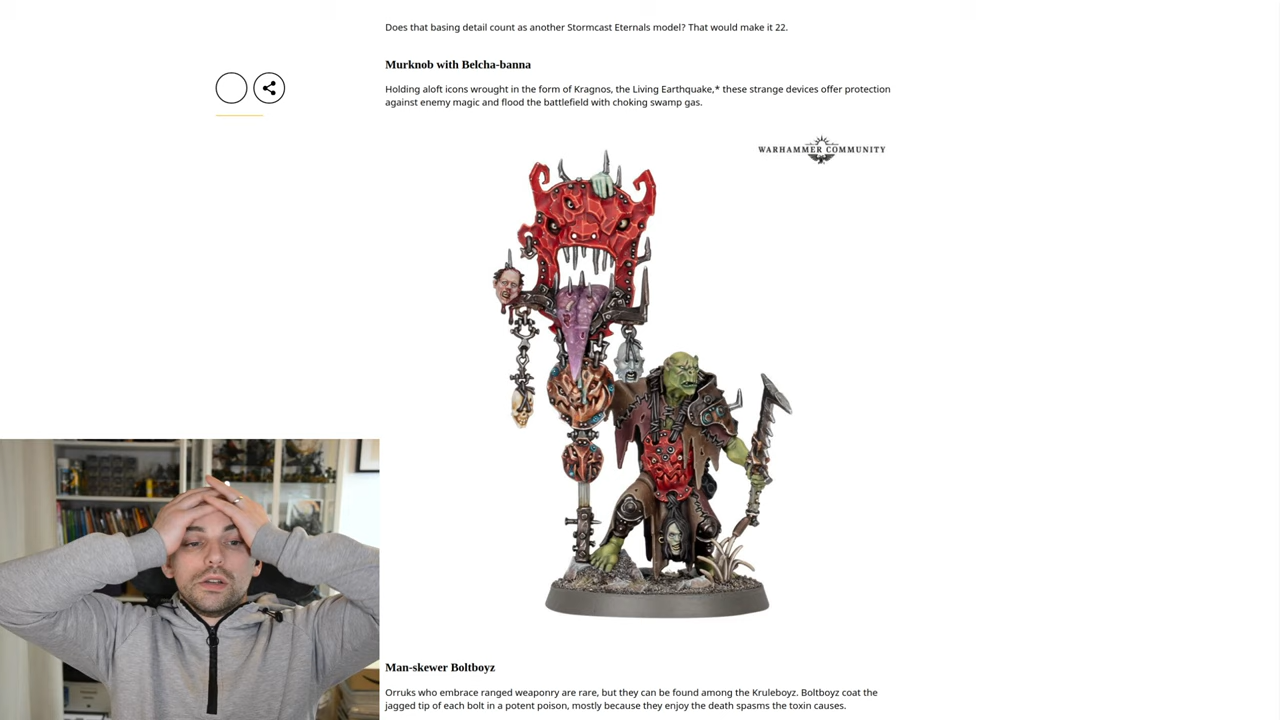 Does that basing detail count as another Stormcast Eternals model? That would make it 22.
Murknob with Belcha-banna
Holding aloft icons wrought in the form of Kragnos, the Living Earthquake,* these strange devices offer protection
against enemy magic and flood the battlefield with choking swamp gas.
WARHAMMER COMMUNITY
Man-skewer Boltboyz
Orruks who embrace ranged weaponry are rare, but they can be found among the Kruleboyz. Boltboyz coat the
jagged tip of each bolt in a potent poison, mostly because they enjoy the death spasms the toxin causes.